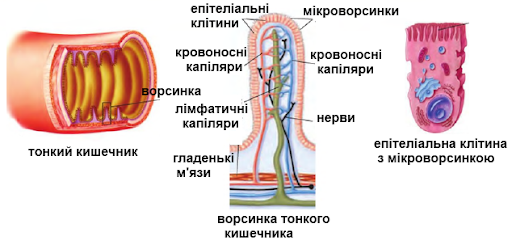 епітеліальні
клітини
мікроворсинки
кровоносні
капіляри
кровоносні
капіляри
ворсинка
лімфатичні
капіляри
нерви
тонкий кишечник
гладенькі
м'язи
епітеліальна клітина
з мікроворсинкою
ворсинка тонкого
кишечника